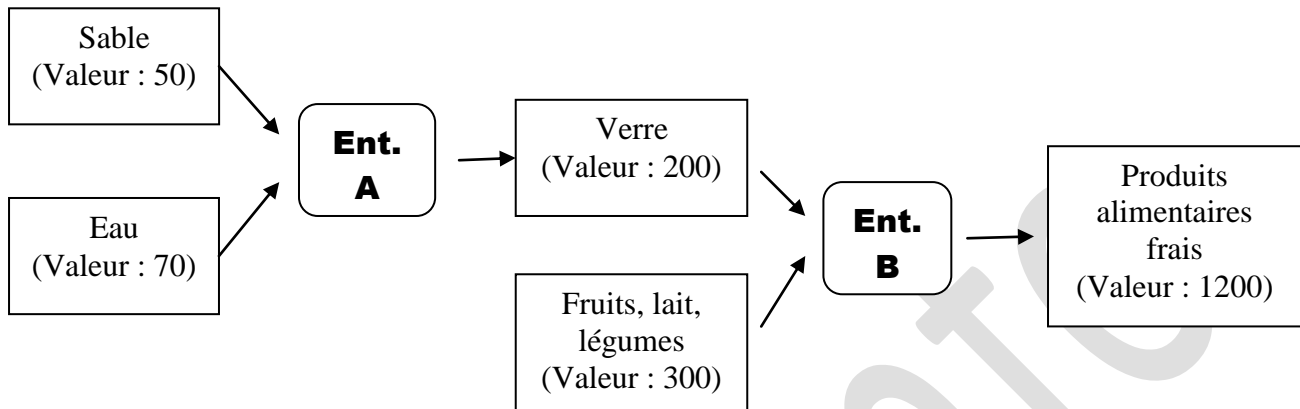 Sable
(Valeur : 50)
Eau
(Valeur : 70)
Ent.
A
Verre
(Valeur : 200)
Fruits, lait,
légumes
(Valeur : 300)
Ent.
B
Produits
alimentaires
frais
(Valeur : 1200)